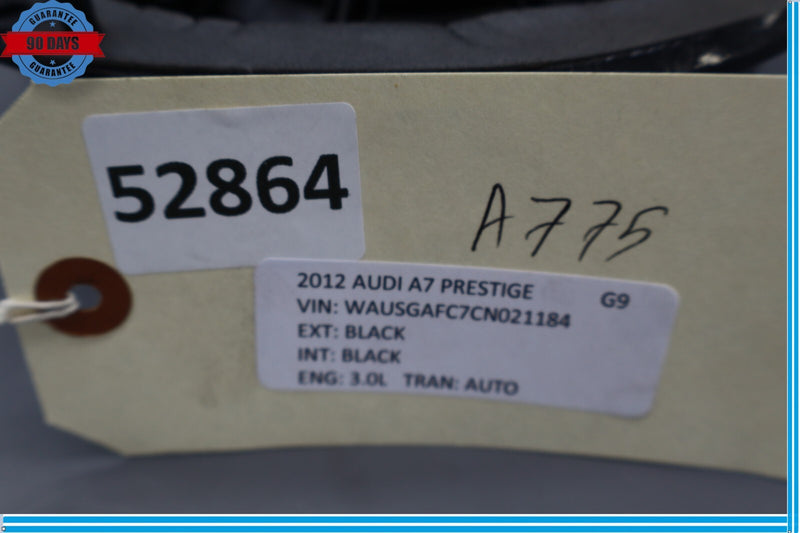 GUARANTEE
90 DAYS
GUARANTEE
52864
A775
2012 AUDI A7 PRESTIGE G9
VIN: WAUSGAFC7CN021184
EXT: BLACK
INT: BLACK
ENG: 3.0L TRAN: AUTO